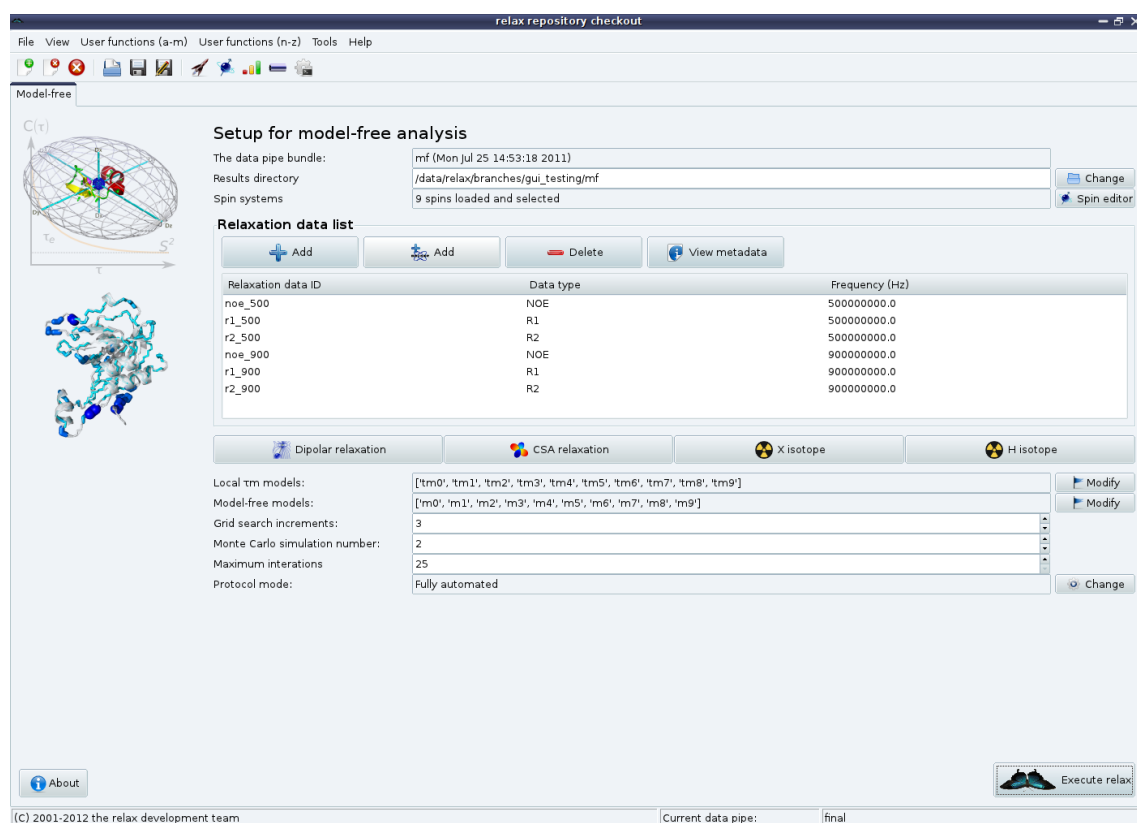 relax repository checkout
File View User functions (a-m) User functions (n-z) Tools Help
Model-free
C(τ)
Dx
Dy
Dz
τe
S²
τ
Setup for model-free analysis
The data pipe bundle: mf (Mon Jul 25 14:53:18 2011)
Results directory /data/relax/branches/gui_testing/mf Change
Spin systems 9 spins loaded and selected Spin editor
Relaxation data list
Add Add Delete View metadata
Relaxation data ID Data type Frequency (Hz)
noe_500 NOE 500000000.0
r1_500 R1 500000000.0
r2_500 R2 500000000.0
noe_900 NOE 900000000.0
r1_900 R1 900000000.0
r2_900 R2 900000000.0
Dipolar relaxation CSA relaxation X isotope H isotope
Local τm models: ['tm0', 'tm1', 'tm2', 'tm3', 'tm4', 'tm5', 'tm6', 'tm7', 'tm8', 'tm9'] Modify
Model-free models: ['m0', 'm1', 'm2', 'm3', 'm4', 'm5', 'm6', 'm7', 'm8', 'm9'] Modify
Grid search increments: 3
Monte Carlo simulation number: 2
Maximum interations 25
Protocol mode: Fully automated Change
About
Execute relax
(C) 2001-2012 the relax development team Current data pipe: final